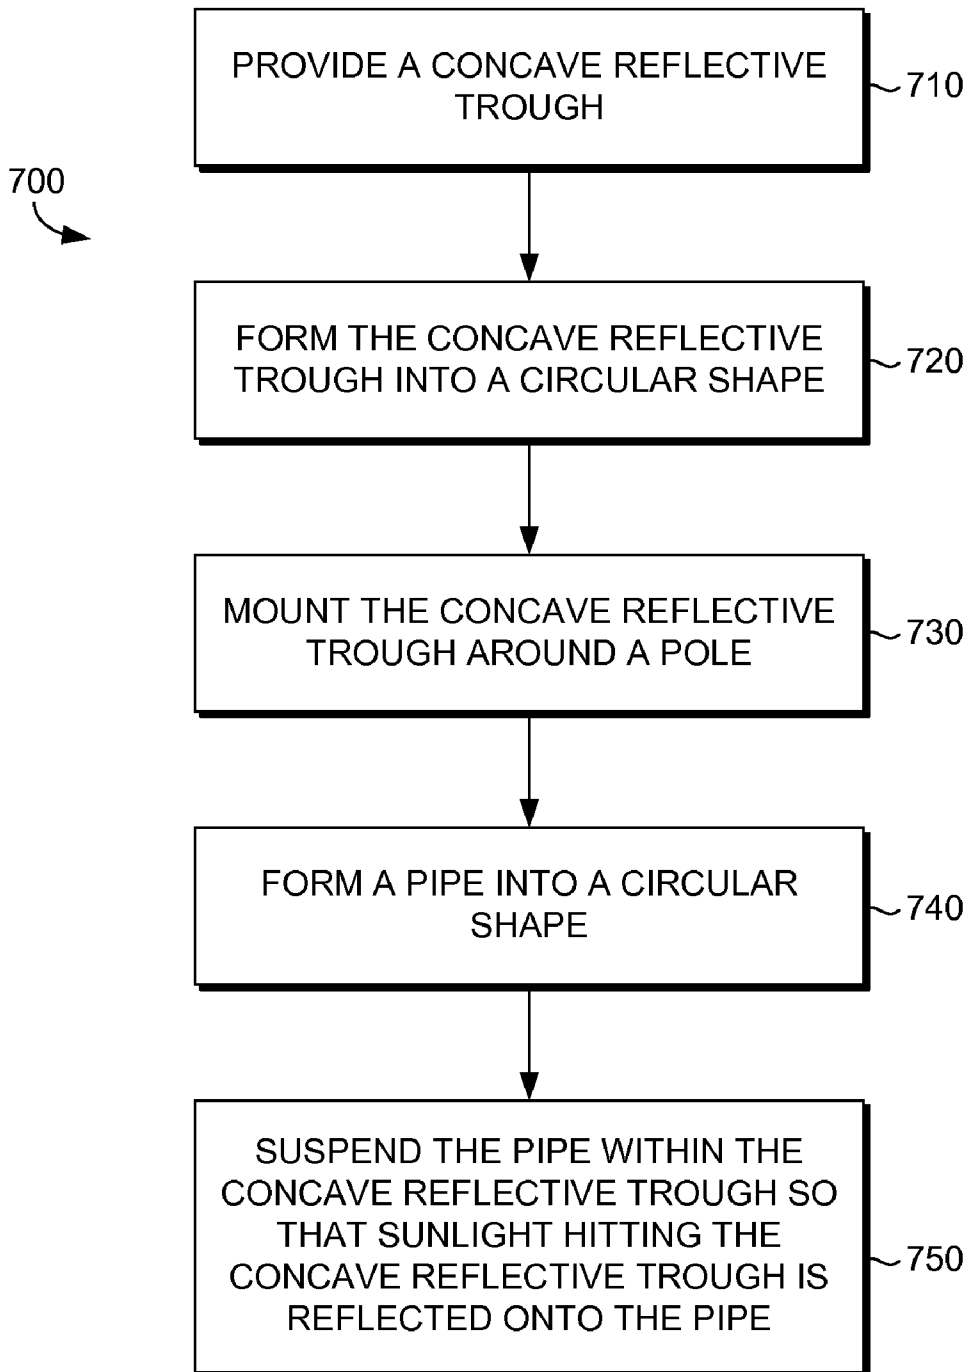 PROVIDE A CONCAVE REFLECTIVE
TROUGH
710
700
FORM THE CONCAVE REFLECTIVE
TROUGH INTO A CIRCULAR SHAPE
720
MOUNT THE CONCAVE REFLECTIVE
TROUGH AROUND A POLE
730
FORM A PIPE INTO A CIRCULAR
SHAPE
740
SUSPEND THE PIPE WITHIN THE
CONCAVE REFLECTIVE TROUGH SO
THAT SUNLIGHT HITTING THE
CONCAVE REFLECTIVE TROUGH IS
REFLECTED ONTO THE PIPE
750